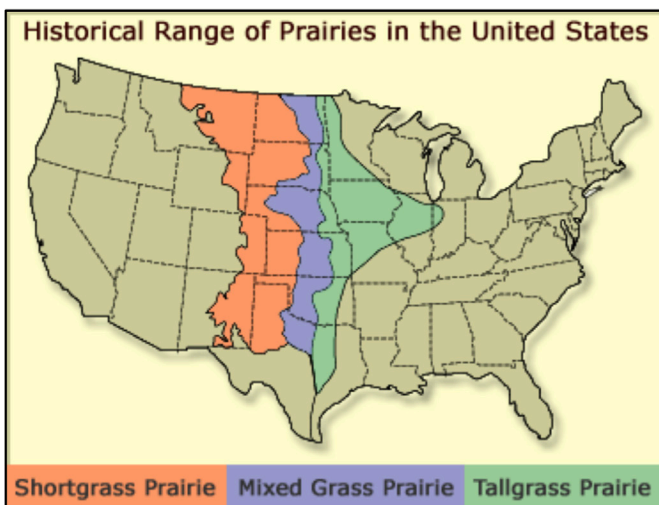 Historical Range of Prairies in the United States
Shortgrass Prairie Mixed Grass Prairie Tallgrass Prairie